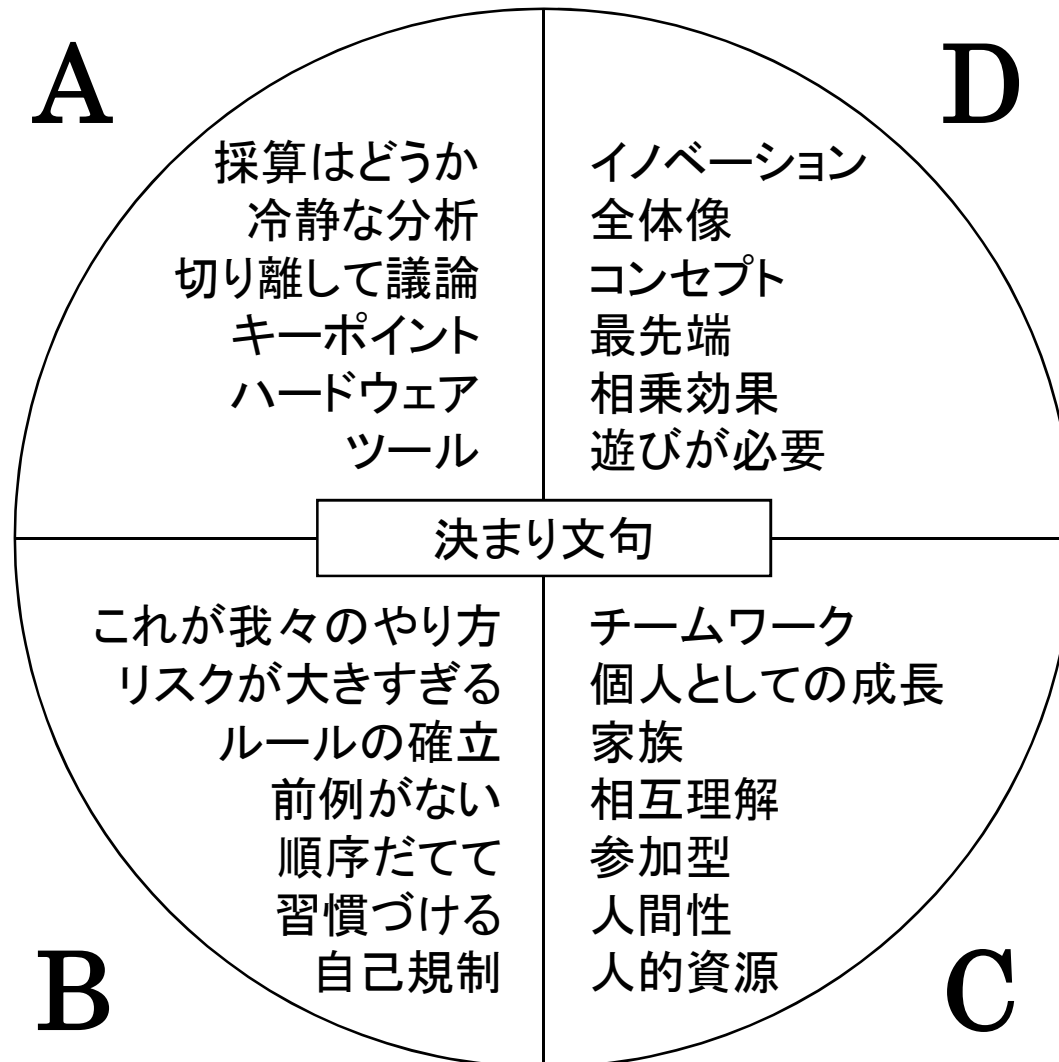 A
採算はどうか
冷静な分析
切り離して議論
キーポイント
ハードウェア
ツール
D
イノベーション
全体像
コンセプト
最先端
相乗効果
遊びが必要
決まり文句
これが我々のやり方
リスクが大きすぎる
ルールの確立
前例がない
順序だてて
習慣づける
自己規制
B
チームワーク
個人としての成長
家族
相互理解
参加型
人間性
人的資源
C